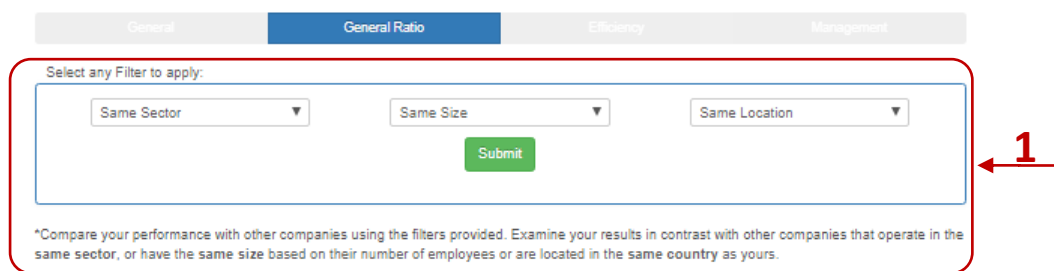 General General Ratio Efficiency Management
Select any Filter to apply:
Same Sector ▼ Same Size ▼ Same Location ▼
Submit
1
*Compare your performance with other companies using the filters provided. Examine your results in contrast with other companies that operate in the
same sector, or have the same size based on their number of employees or are located in the same country as yours.